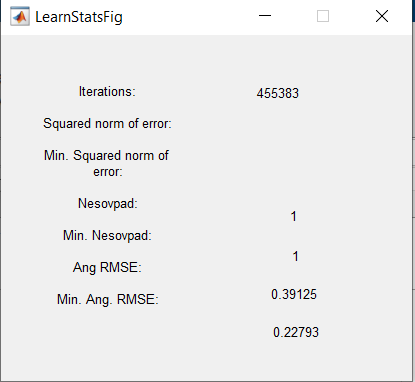 LearnStatsFig
Iterations:
455383
Squared norm of error:
Min. Squared norm of
error:
Nesovpad:
1
Min. Nesovpad:
1
Ang RMSE:
0.39125
Min. Ang. RMSE:
0.22793